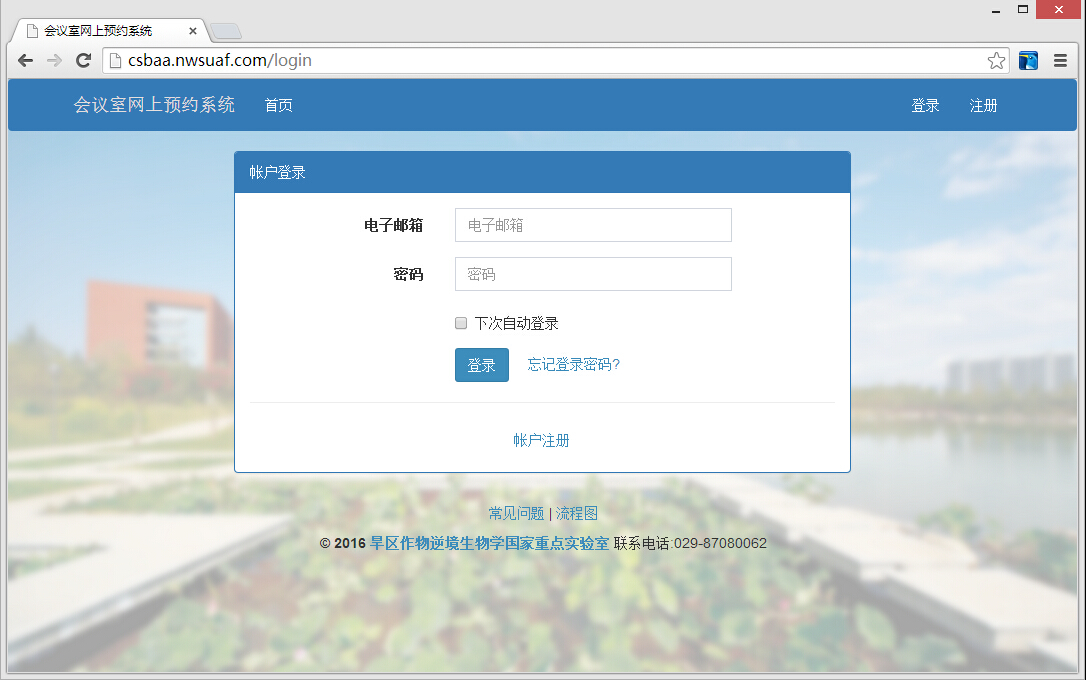 会议室网上预约系统
csbaa.nwsuaf.com/login
会议室网上预约系统 首页 登录 注册
帐户登录
电子邮箱 电子邮箱
密码 密码
下次自动登录
登录 忘记登录密码?
帐户注册
常见问题 | 流程图
© 2016 旱区作物逆境生物学国家重点实验室 联系电话:029-87080062